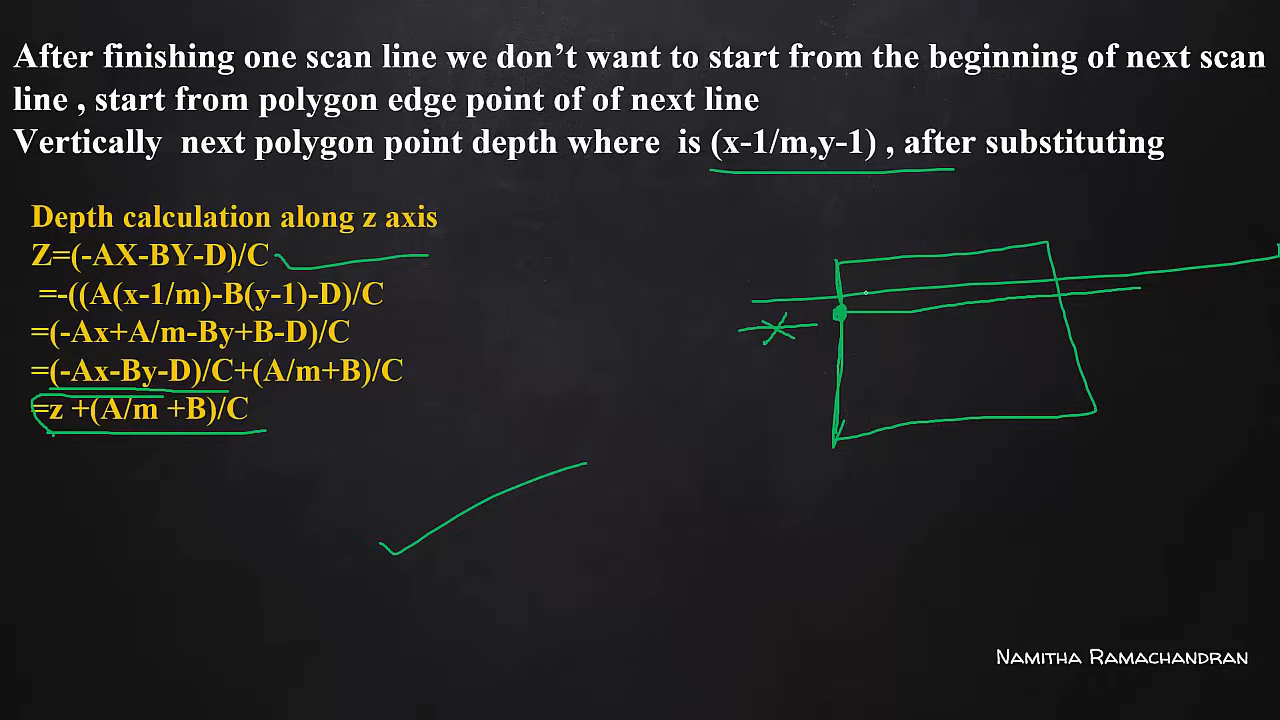 After finishing one scan line we don't want to start from the beginning of next scan
line , start from polygon edge point of of next line
Vertically next polygon point depth where is (x-1/m,y-1) , after substituting
Depth calculation along z axis
Z=(-AX-BY-D)/C
=-((A(x-1/m)-B(y-1)-D)/C
=(-Ax+A/m-By+B-D)/C
=(-Ax-By-D)/C+(A/m+B)/C
=z +(A/m +B)/C
Namitha Ramachandran